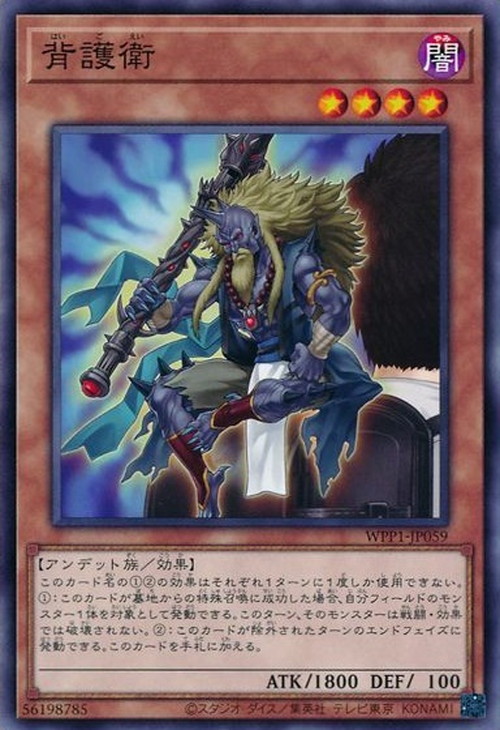 はい ご えい
背護衛
やみ
闇
WPP1-JP059
【アンデット族／効果】
このカード名の①②の効果はそれぞれ1ターンに1度しか使用できない。
①：このカードが墓地からの特殊召喚に成功した場合、自分フィールドのモ
ンスター1体を対象として発動できる。このターン、そのモンスターは戦闘・効果
では破壊されない。②：このカードが除外されたターンのエンドフェイズに
発動できる。このカードを手札に加える。
ATK/1800 DEF/ 100
56198785 ©スタジオ・ダイス／集英社・テレビ東京・KONAMI